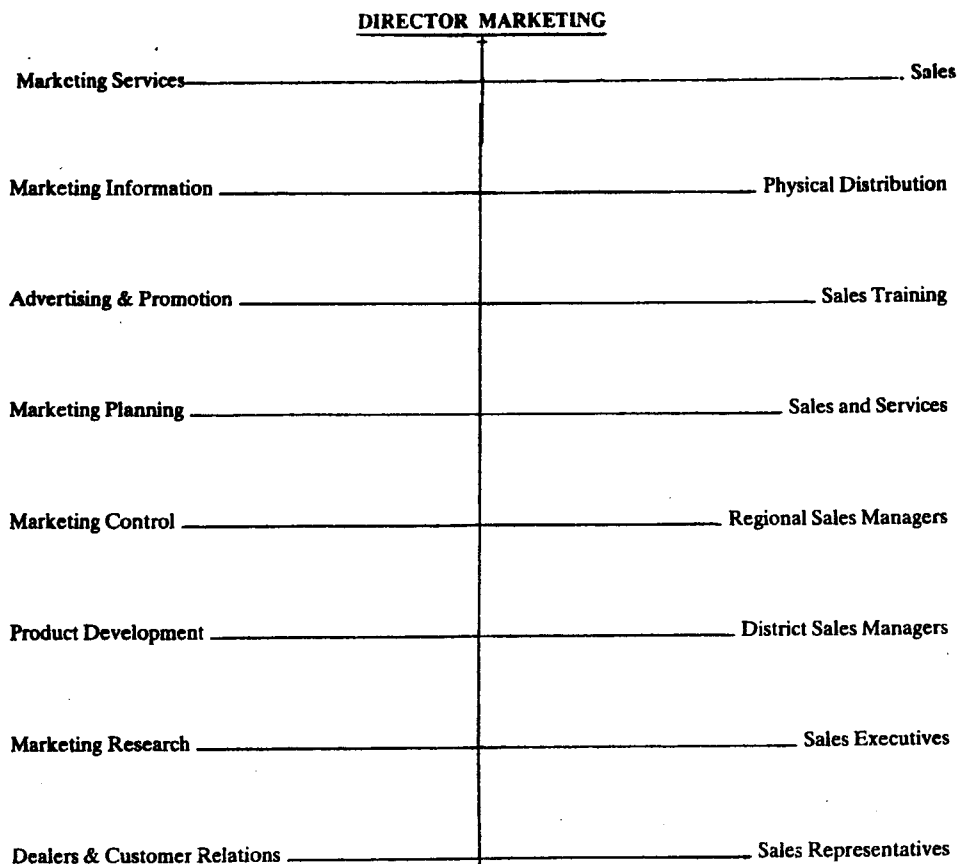 DIRECTOR MARKETING
Marketing Services Sales
Marketing Information Physical Distribution
Advertising & Promotion Sales Training
Marketing Planning Sales and Services
Marketing Control Regional Sales Managers
Product Development District Sales Managers
Marketing Research Sales Executives
Dealers & Customer Relations Sales Representatives